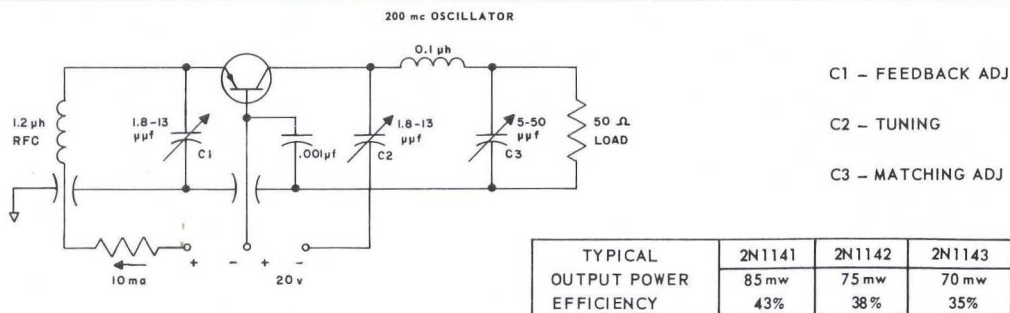 200 mc OSCILLATOR
0.1 μh
1.2 μh
RFC
1.8-13
μμf
C1
.001μf
1.8-13
μμf
C2
5-50
μμf
C3
50 Ω
LOAD
10 ma
+ - + -
20 v
C1 – FEEDBACK ADJ
C2 – TUNING
C3 – MATCHING ADJ
TYPICAL 2N1141 2N1142 2N1143
OUTPUT POWER 85 mw 75 mw 70 mw
EFFICIENCY 43% 38% 35%